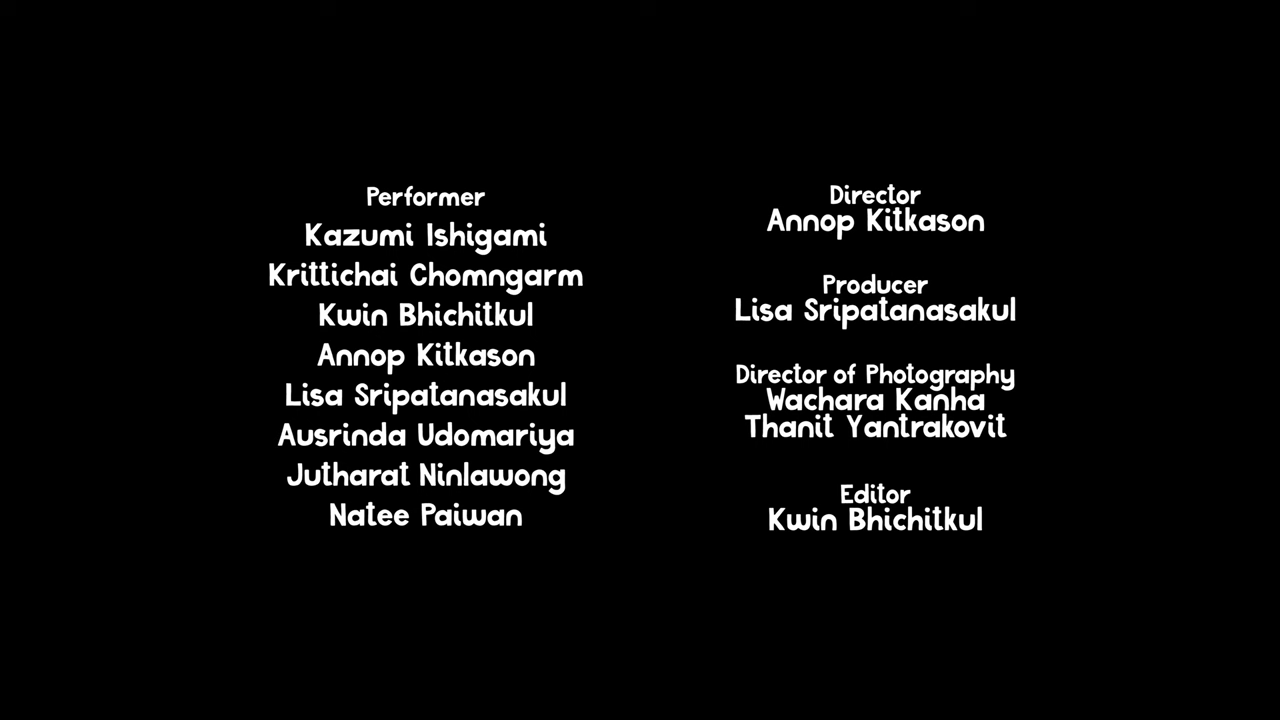 Performer
Kazumi Ishigami
Krittichai Chomngarm
Kwin Bhichitkul
Annop Kitkason
Lisa Sripatanasakul
Ausrinda Udomariya
Jutharat Ninlawong
Natee Paiwan
Director
Annop Kitkason
Producer
Lisa Sripatanasakul
Director of Photography
Wachara Kanha
Thanit Yantrakovit
Editor
Kwin Bhichitkul